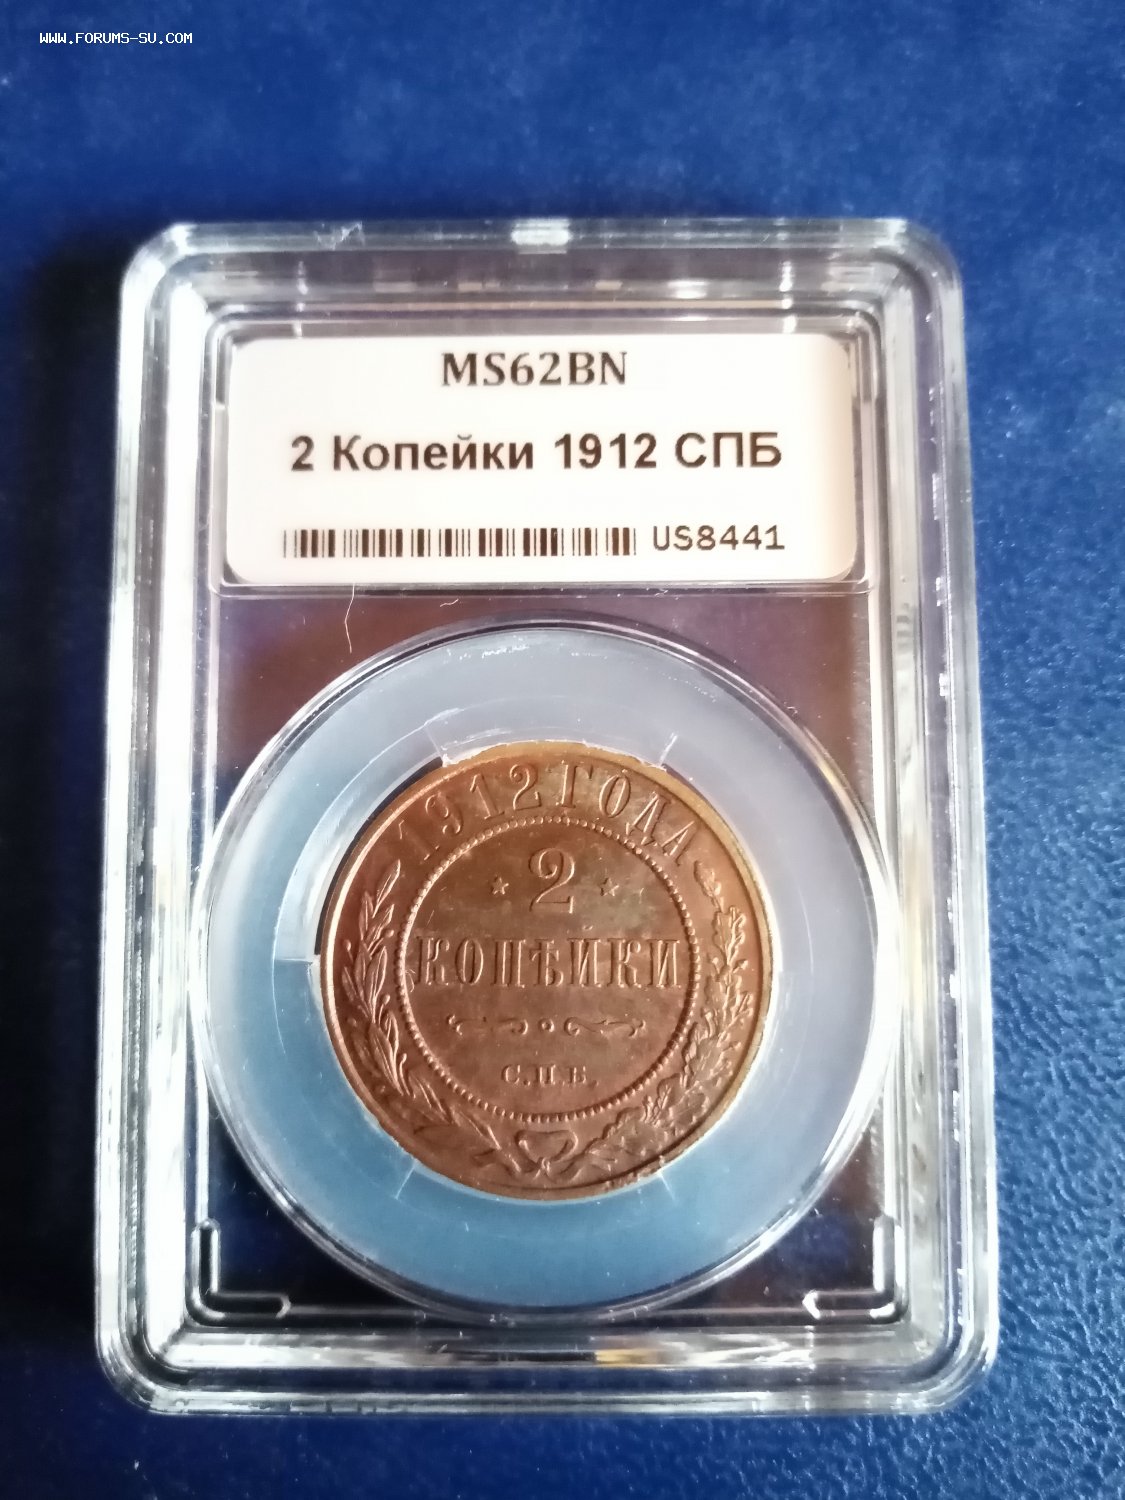 WWW.FORUMS-SU.COM
MS62BN
2 Копейки 1912 СПБ
US8441
1912 ГОДА
2
КОПѢЙКИ
С.П.Б.